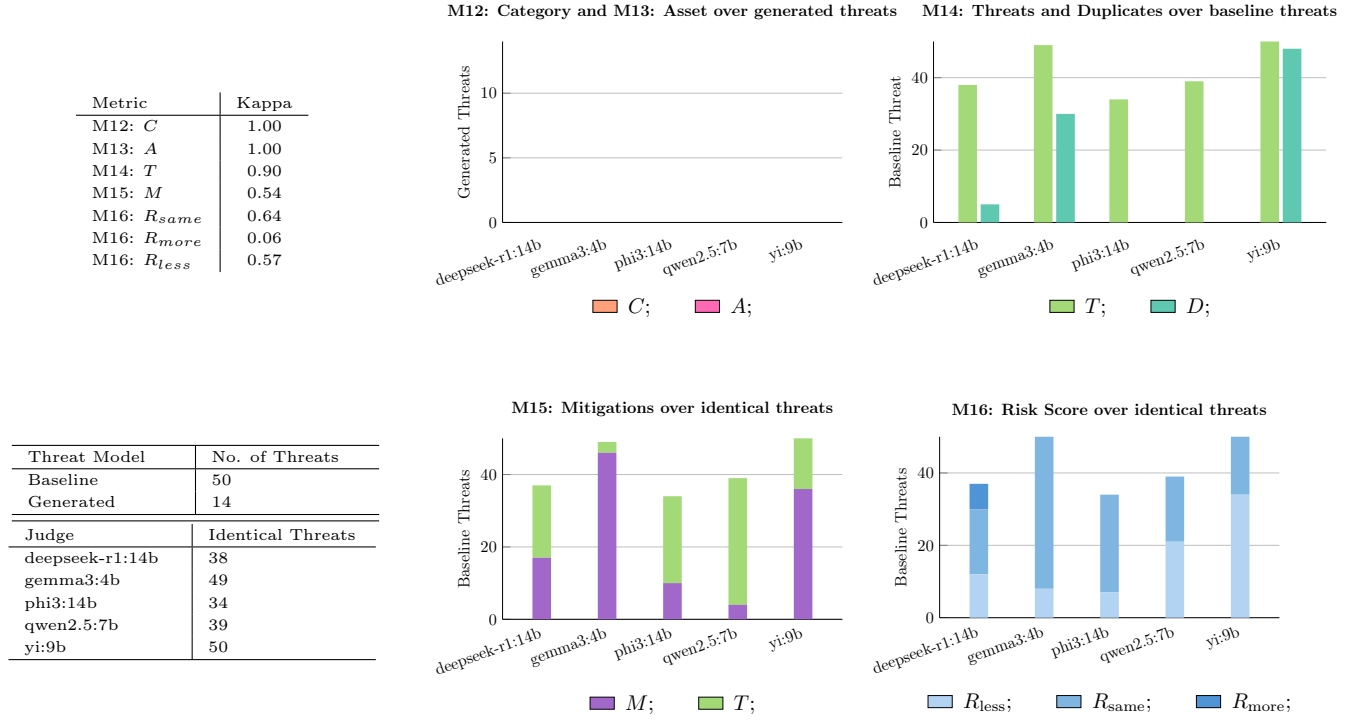 Metric Kappa
M12: C 1.00
M13: A 1.00
M14: T 0.90
M15: M 0.54
M16: R_same 0.64
M16: R_more 0.06
M16: R_less 0.57
M12: Category and M13: Asset over generated threats
Generated Threats
10
5
0
deepseek-r1:14b gemma3:4b phi3:14b qwen2.5:7b yi:9b
C; A;
M14: Threats and Duplicates over baseline threats
Baseline Threat
40
20
0
deepseek-r1:14b gemma3:4b phi3:14b qwen2.5:7b yi:9b
T; D;
Threat Model No. of Threats
Baseline 50
Generated 14
Judge Identical Threats
deepseek-r1:14b 38
gemma3:4b 49
phi3:14b 34
qwen2.5:7b 39
yi:9b 50
M15: Mitigations over identical threats
Baseline Threats
40
20
0
deepseek-r1:14b gemma3:4b phi3:14b qwen2.5:7b yi:9b
M; T;
M16: Risk Score over identical threats
Baseline Threats
40
20
0
deepseek-r1:14b gemma3:4b phi3:14b qwen2.5:7b yi:9b
R_less; R_same; R_more;